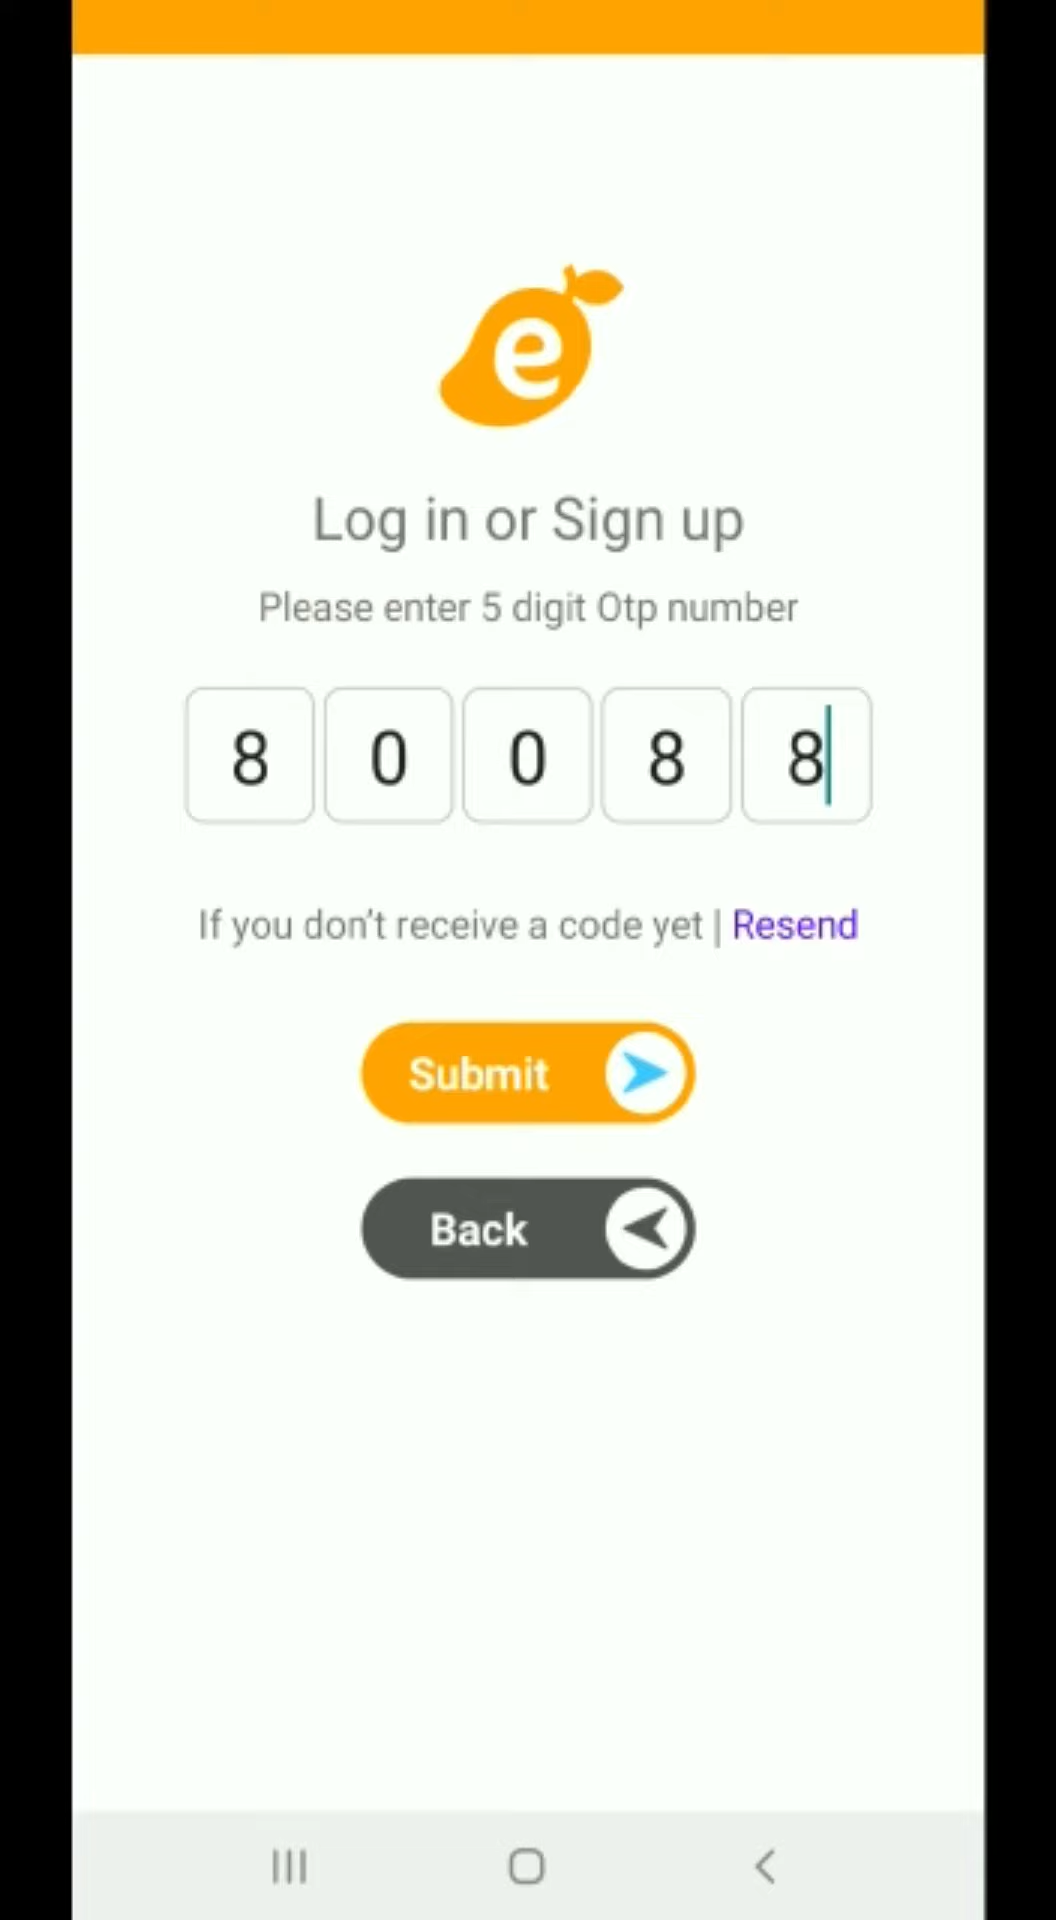 e
Log in or Sign up
Please enter 5 digit Otp number
8 0 0 8 8
If you don't receive a code yet | Resend
Submit
Back